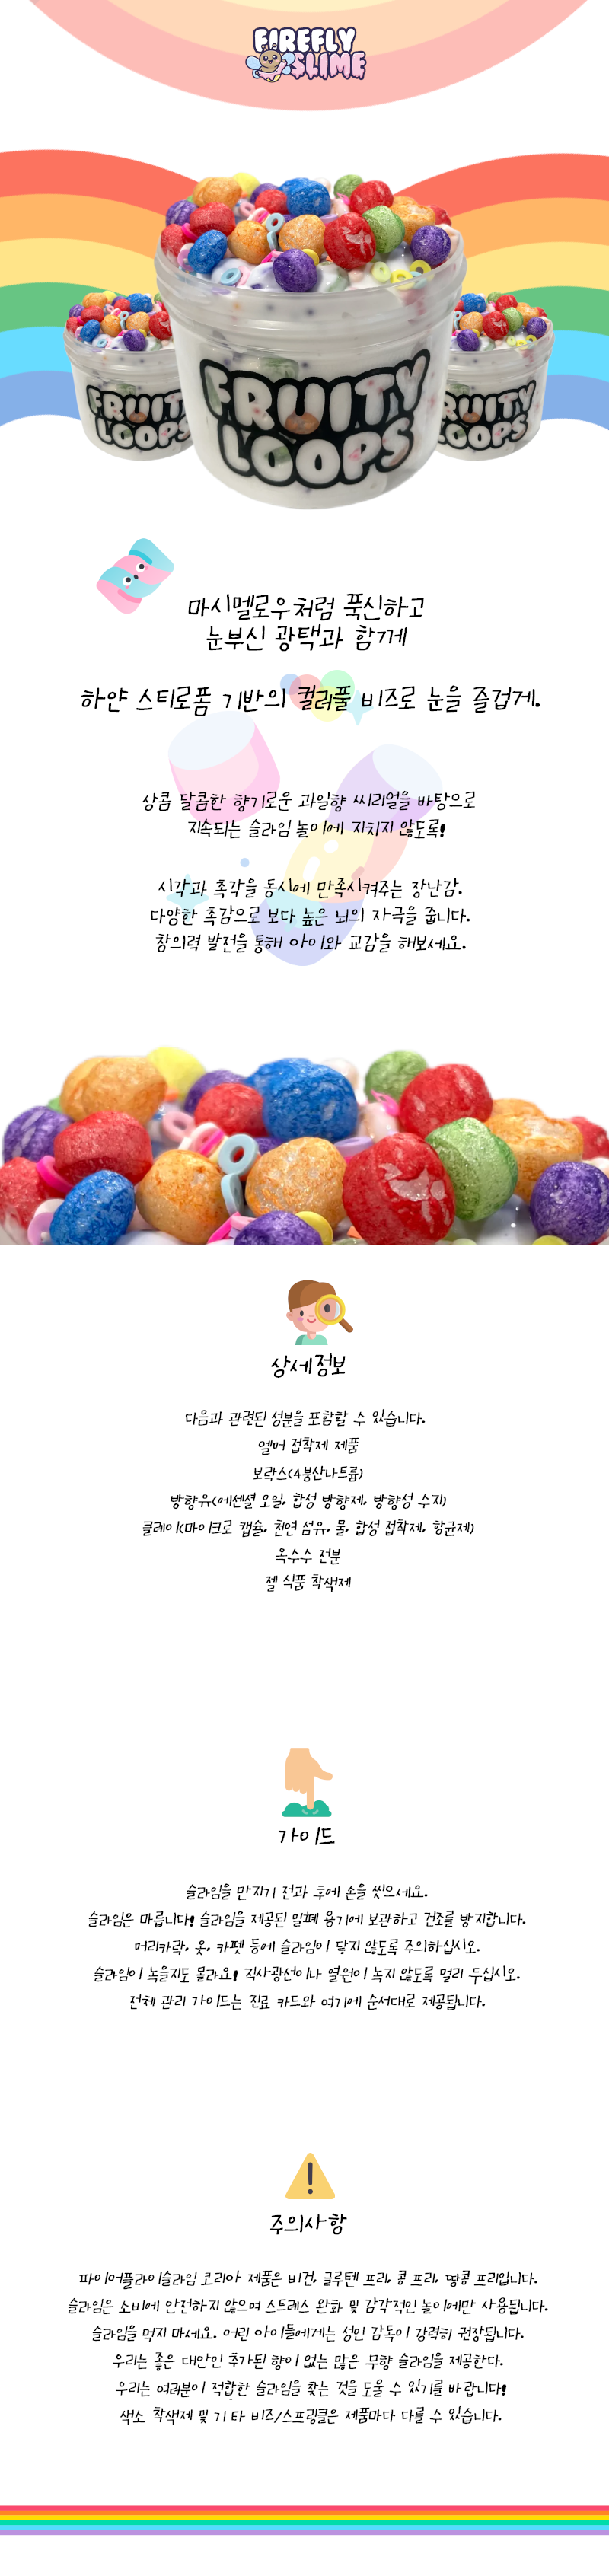 FIREFLY
SLIME
FRUITY
LOOPS
FRUITY
LOOPS
FRUITY
LOOPS
마시멜로우처럼 푹신하고
눈부신 광택과 함께
하얀 스티로폼 기반의 컬러풀 비즈로 눈을 즐겁게.
상콤 달콤한 향기로운 과일향 씨리얼을 바탕으로
지속되는 슬라임 놀이에 지치지 않도록!
시각과 촉각을 동시에 만족시켜주는 장난감.
다양한 촉감으로 보다 높은 뇌의 자극을 줍니다.
창의력 발전을 통해 아이와 교감을 해보세요.
상세정보
다음과 관련된 성분을 포함할 수 있습니다.
엘머 접착제 제품
보락스(4붕산나트륨)
방향유(에센셜 오일, 합성 방향제, 방향성 수지)
클레이(마이크로 캡슐, 천연 섬유, 물, 합성 접착제, 항균제)
옥수수 전분
젤 식품 착색제
가이드
슬라임을 만지기 전과 후에 손을 씻으세요.
슬라임은 마릅니다! 슬라임을 제공된 밀폐 용기에 보관하고 건조를 방지합니다.
머리카락, 옷, 카펫 등에 슬라임이 닿지 않도록 주의하십시오.
슬라임이 녹을지도 몰라요! 직사광선이나 열원이 녹지 않도록 멀리 두십시오.
전체 관리 가이드는 진료 카드와 여기에 순서대로 제공됩니다.
주의사항
파이어플라이슬라임 코리아 제품은 비건, 글루텐 프리, 콩 프리, 땅콩 프리입니다.
슬라임은 소비에 안전하지 않으며 스트레스 완화 및 감각적인 놀이에만 사용됩니다.
슬라임을 먹지 마세요. 어린 아이들에게는 성인 감독이 강력히 권장됩니다.
우리는 좋은 대안인 추가된 향이 없는 많은 무향 슬라임을 제공한다.
우리는 여러분이 적합한 슬라임을 찾는 것을 도울 수 있기를 바랍니다!
색소 착색제 및 기타 비즈/스프링클은 제품마다 다를 수 있습니다.